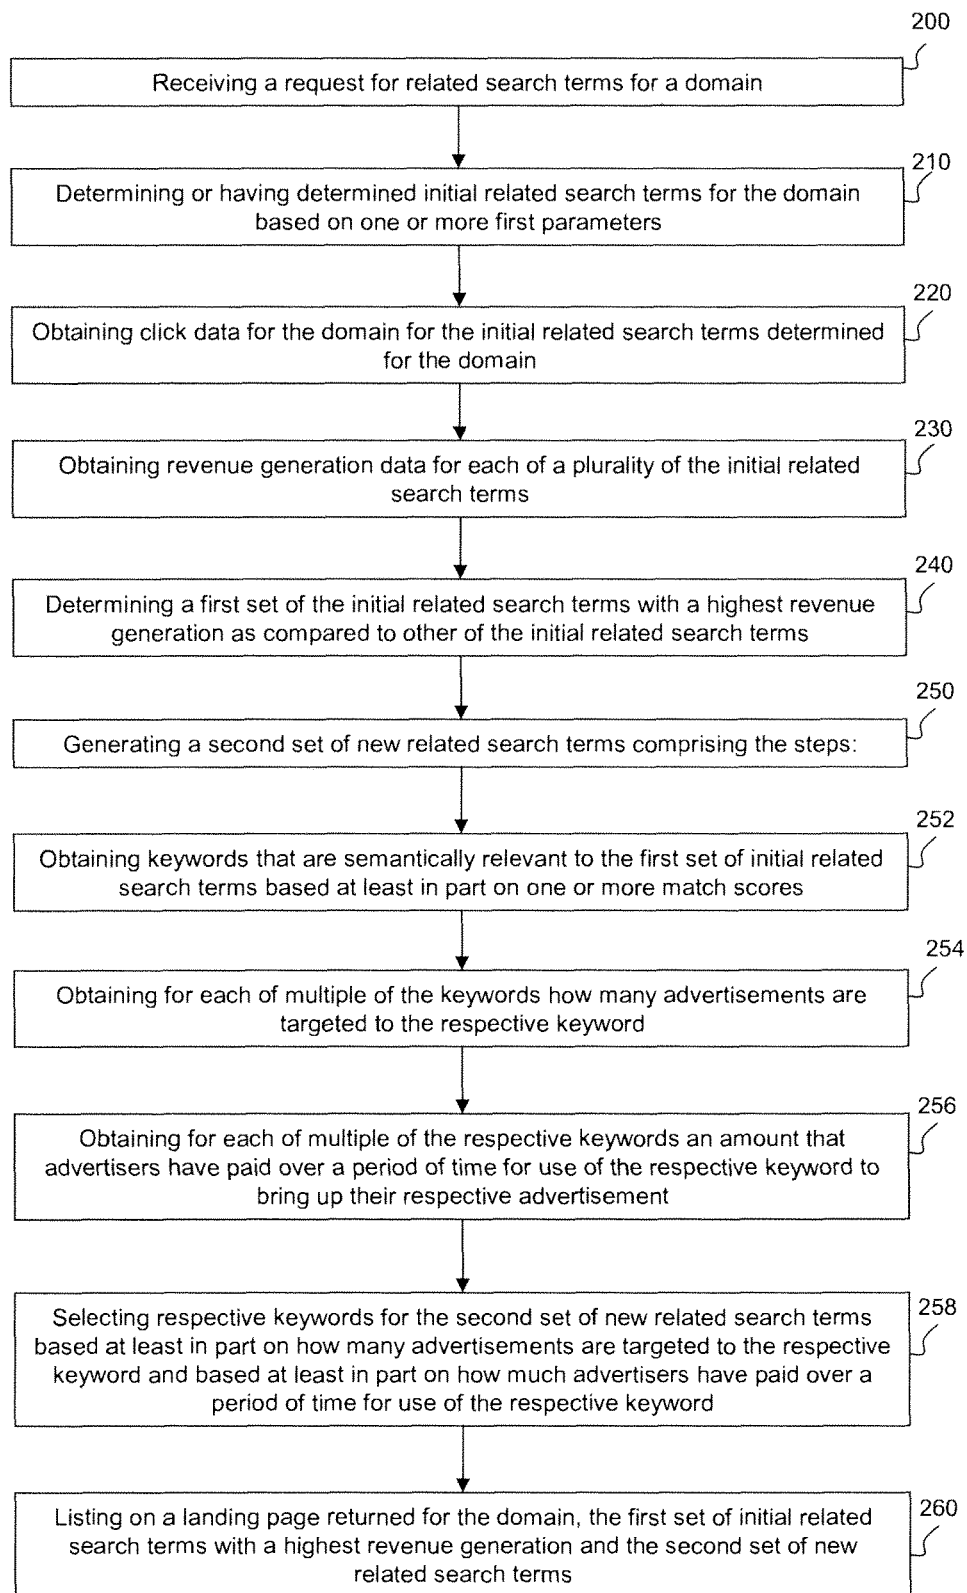 200
Receiving a request for related search terms for a domain
210
Determining or having determined initial related search terms for the domain
based on one or more first parameters
220
Obtaining click data for the domain for the initial related search terms determined
for the domain
230
Obtaining revenue generation data for each of a plurality of the initial related
search terms
240
Determining a first set of the initial related search terms with a highest revenue
generation as compared to other of the initial related search terms
250
Generating a second set of new related search terms comprising the steps:
252
Obtaining keywords that are semantically relevant to the first set of initial related
search terms based at least in part on one or more match scores
254
Obtaining for each of multiple of the keywords how many advertisements are
targeted to the respective keyword
256
Obtaining for each of multiple of the respective keywords an amount that
advertisers have paid over a period of time for use of the respective keyword to
bring up their respective advertisement
258
Selecting respective keywords for the second set of new related search terms
based at least in part on how many advertisements are targeted to the respective
keyword and based at least in part on how much advertisers have paid over a
period of time for use of the respective keyword
260
Listing on a landing page returned for the domain, the first set of initial related
search terms with a highest revenue generation and the second set of new
related search terms